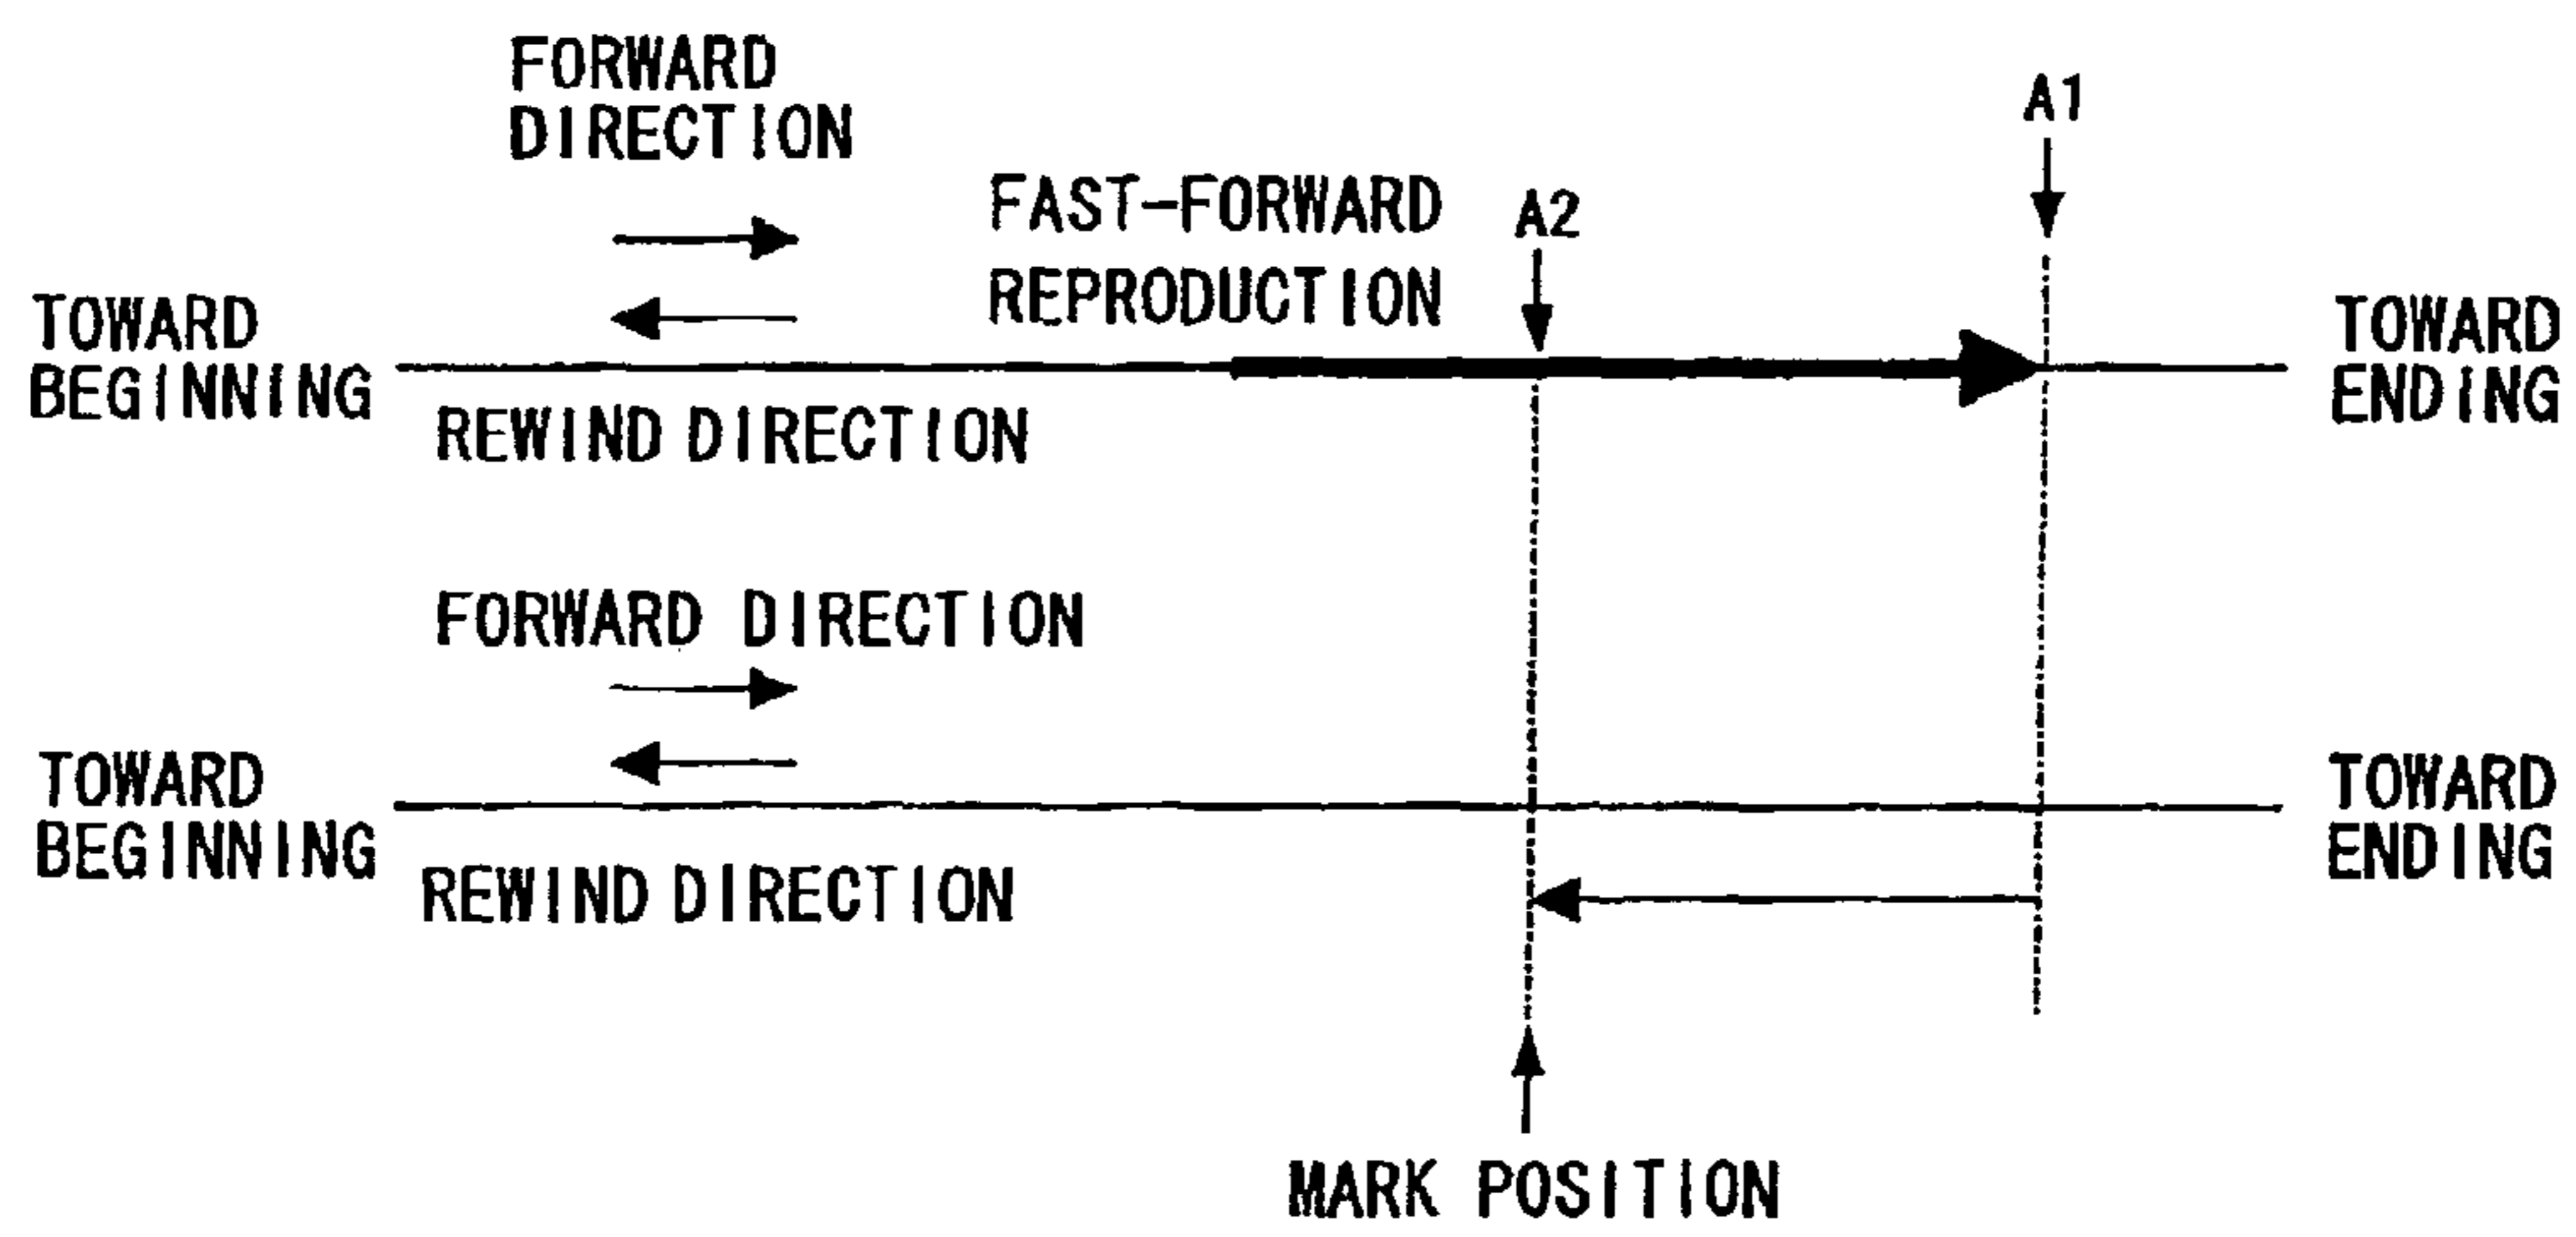 FORWARD
DIRECTION
A1
FAST-FORWARD
REPRODUCTION
A2
TOWARD
BEGINNING
TOWARD
ENDING
REWIND DIRECTION
FORWARD DIRECTION
TOWARD
BEGINNING
TOWARD
ENDING
REWIND DIRECTION
MARK POSITION